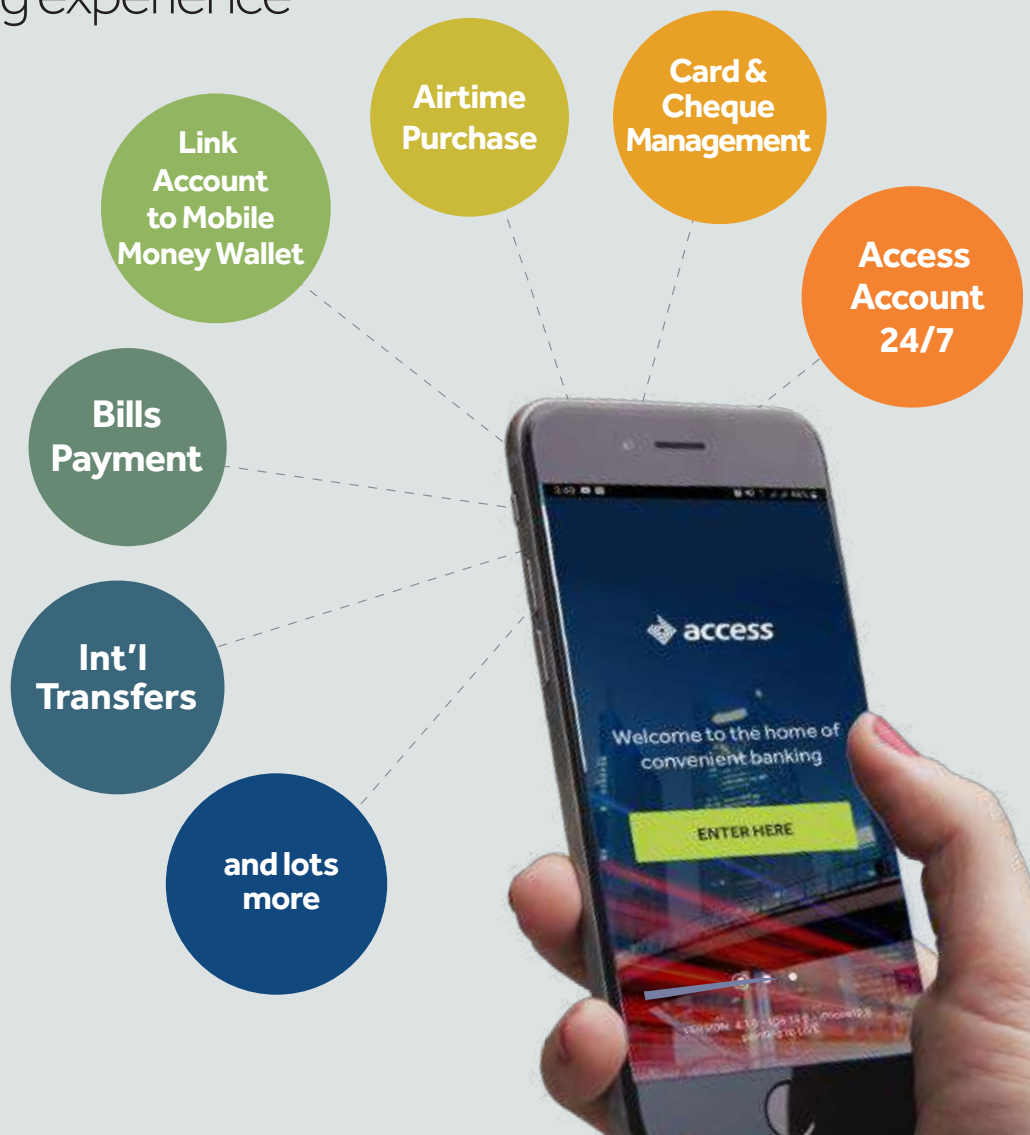 g experience
Airtime
Purchase
Card &
Cheque
Management
Link
Account
to Mobile
Money Wallet
Access
Account
24/7
Bills
Payment
Int'l
Transfers
and lots
more
access
Welcome to the home of
convenient banking
ENTER HERE